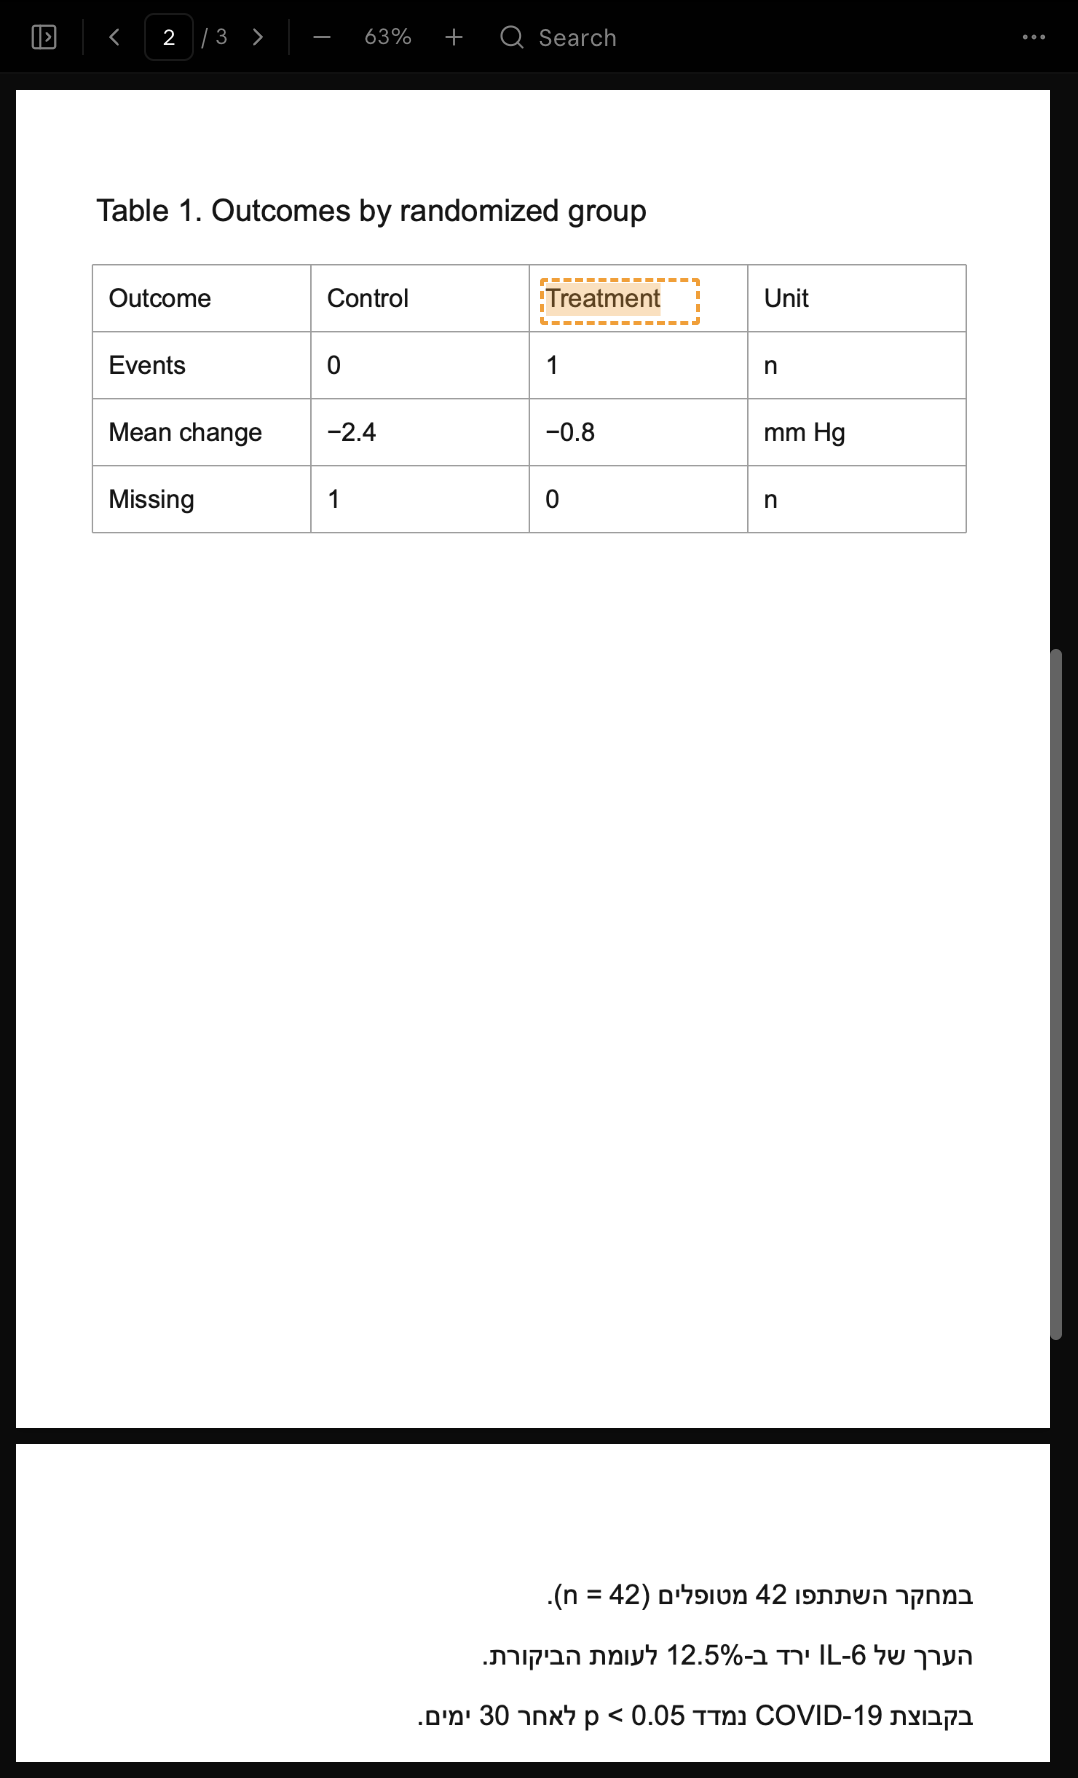 2 / 3 63% Search
Table 1. Outcomes by randomized group
Outcome Control Treatment Unit
Events 0 1 n
Mean change −2.4 −0.8 mm Hg
Missing 1 0 n
במחקר השתתפו 42 מטופלים (n = 42).
הערך של IL-6 ירד ב-12.5% לעומת הביקורת.
בקבוצת COVID-19 נמדד p < 0.05 לאחר 30 ימים.